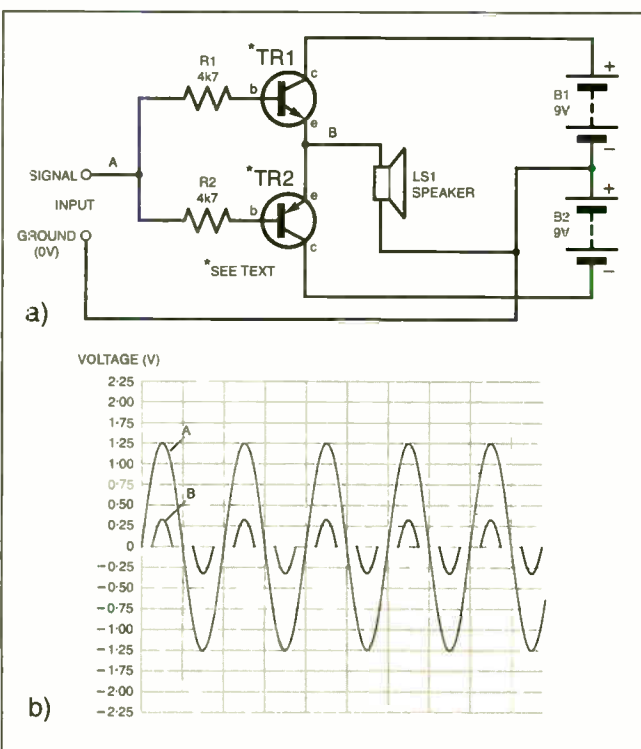 *TR1
R1
4k7
b
c
e
B
+
B1
9V
−
A
SIGNAL
INPUT
GROUND
(0V)
R2
4k7
*TR2
b
e
c
LS1
SPEAKER
+
B2
9V
−
*SEE TEXT
a)
VOLTAGE (V)
2·25
2·00
1·75
1·50
1·25
1·00
0·75
0·50
0·25
0
−0·25
−0·50
−0·75
−1·00
−1·25
−1·50
−1·75
−2·00
−2·25
A
B
b)